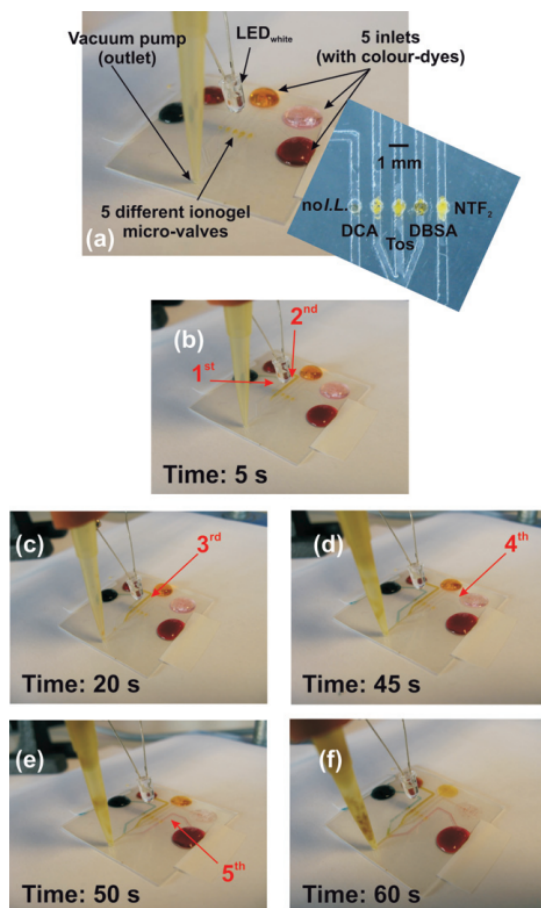 LED_white
Vacuum pump
(outlet)
5 inlets
(with colour-dyes)
5 different ionogel
micro-valves
(a)
1 mm
no I.L.
NTF₂
DCA
DBSA
Tos
(b)
2nd
1st
Time: 5 s
(c)
3rd
Time: 20 s
(d)
4th
Time: 45 s
(e)
5th
Time: 50 s
(f)
Time: 60 s